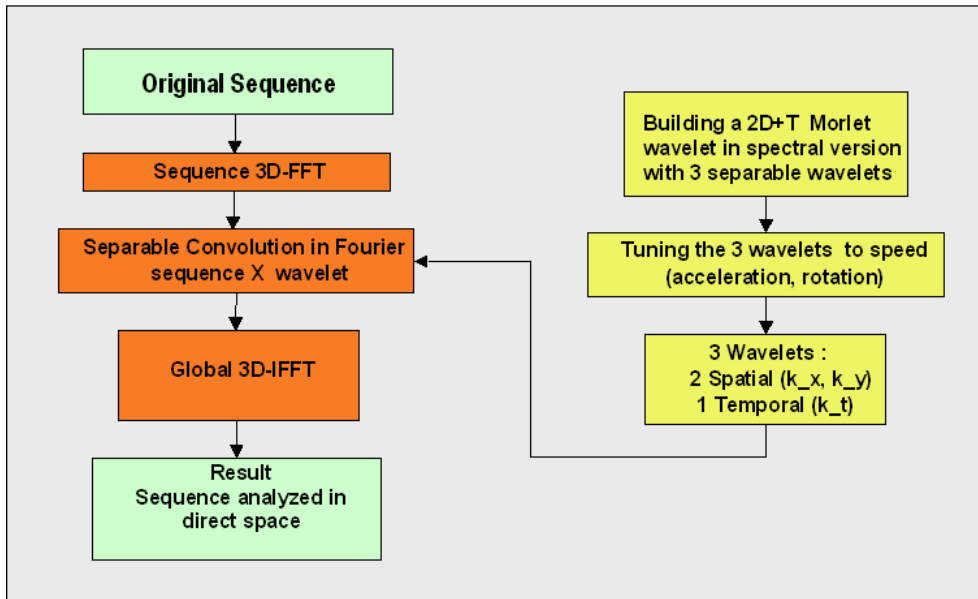 Original Sequence
Sequence 3D-FFT
Separable Convolution in Fourier
sequence X wavelet
Global 3D-IFFT
Result
Sequence analyzed in
direct space
Building a 2D+T Morlet
wavelet in spectral version
with 3 separable wavelets
Tuning the 3 wavelets to speed
(acceleration, rotation)
3 Wavelets :
2 Spatial (k_x, k_y)
1 Temporal (k_t)